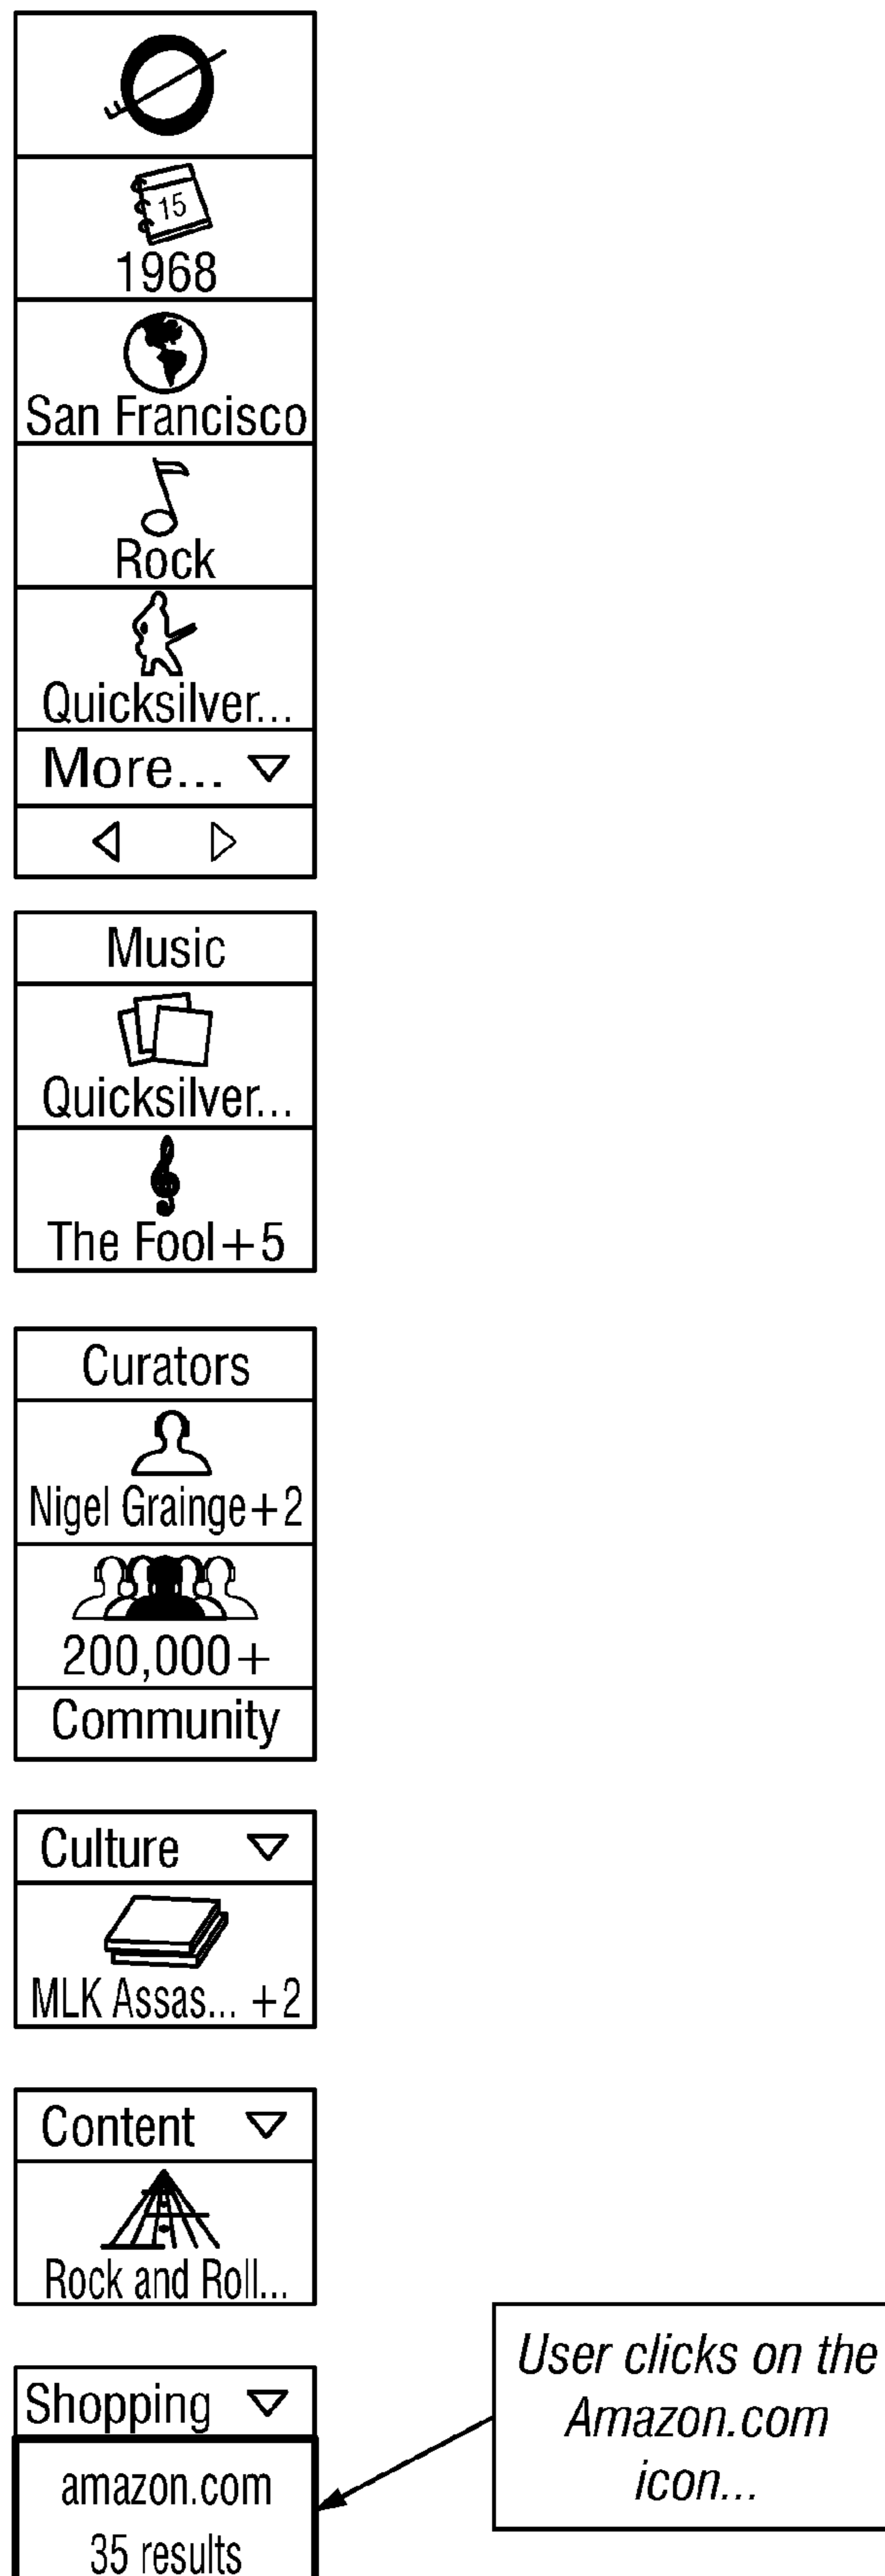 15
1968
San Francisco
Rock
Quicksilver...
More...
Music
Quicksilver...
The Fool+5
Curators
Nigel Grainge+2
200,000+
Community
Culture
MLK Assas... +2
Content
Rock and Roll...
Shopping
amazon.com
35 results
User clicks on the
Amazon.com
icon...